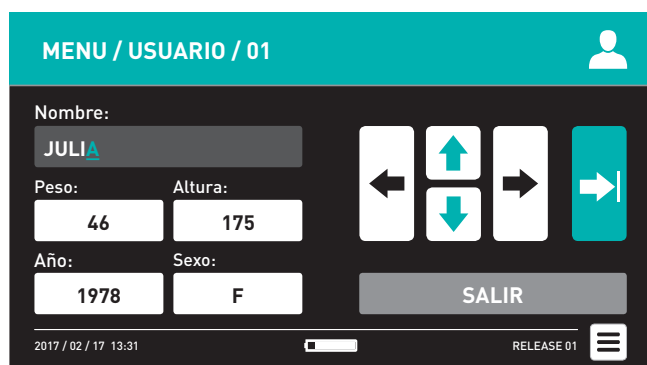 MENU / USUARIO / 01
Nombre:
JULIA
Peso: Altura:
46 175
Año: Sexo:
1978 F
SALIR
2017 / 02 / 17 13:31 RELEASE 01